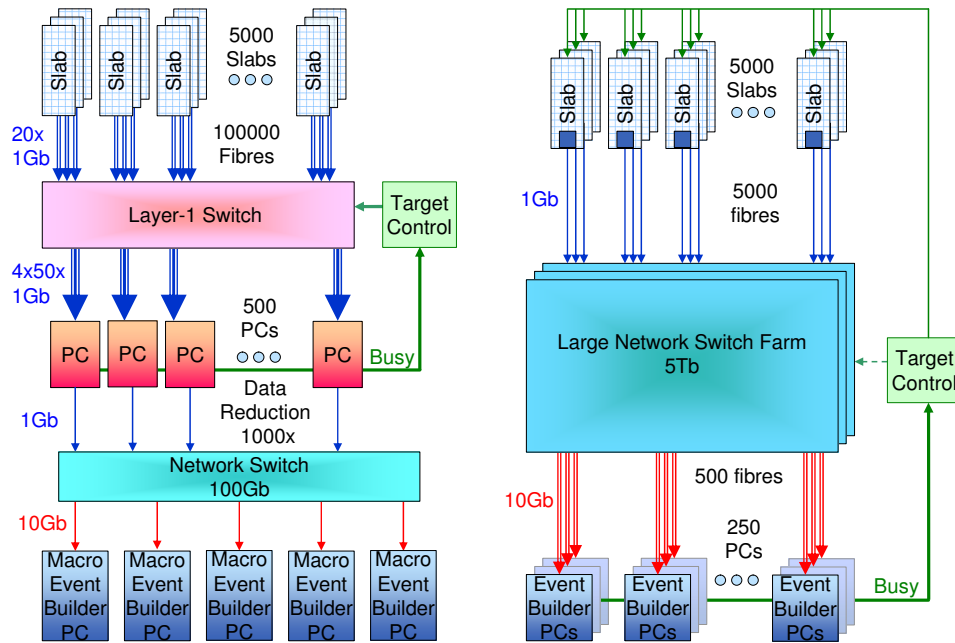 Slab
Slab
Slab
5000
Slabs
Slab
20x
1Gb
100000
Fibres
Layer-1 Switch
Target
Control
4x50x
1Gb
500
PCs
PC
PC
PC
PC
Busy
Data
Reduction
1000x
1Gb
Network Switch
100Gb
10Gb
Macro
Event
Builder
PC
Macro
Event
Builder
PC
Macro
Event
Builder
PC
Macro
Event
Builder
PC
Macro
Event
Builder
PC
Slab
Slab
Slab
5000
Slabs
Slab
1Gb
5000
fibres
Large Network Switch Farm
5Tb
Target
Control
500 fibres
10Gb
250
PCs
Event
Builder
PCs
Event
Builder
PCs
Event
Builder
PCs
Busy